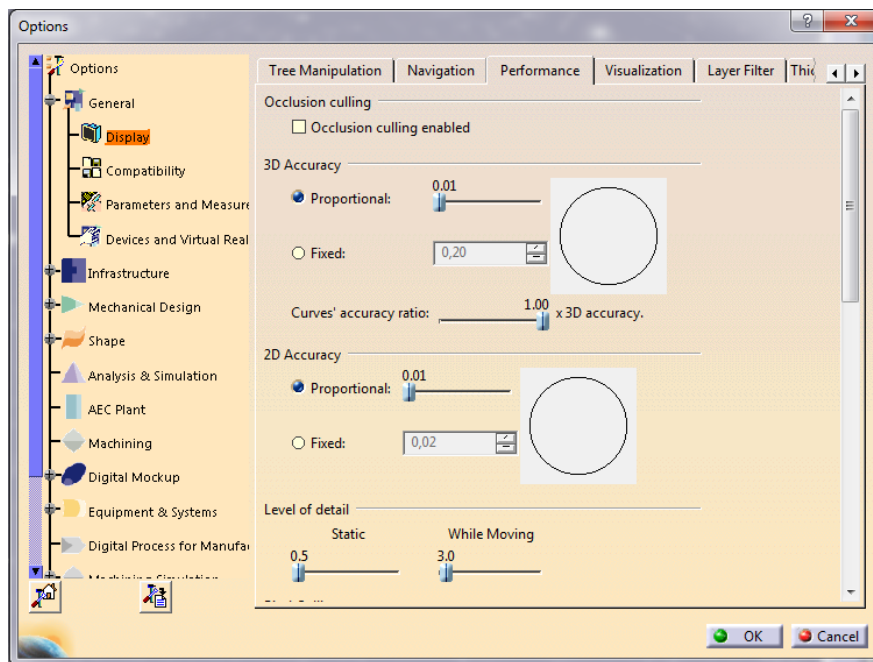 Options
Options
General
Display
Compatibility
Parameters and Measure
Devices and Virtual Real
Infrastructure
Mechanical Design
Shape
Analysis & Simulation
AEC Plant
Machining
Digital Mockup
Equipment & Systems
Digital Process for Manufa
Tree Manipulation Navigation Performance Visualization Layer Filter Thic
Occlusion culling
Occlusion culling enabled
3D Accuracy
0.01
Proportional:
Fixed: 0,20
1.00
Curves' accuracy ratio: x 3D accuracy.
2D Accuracy
0.01
Proportional:
Fixed: 0,02
Level of detail
Static While Moving
0.5 3.0
OK Cancel